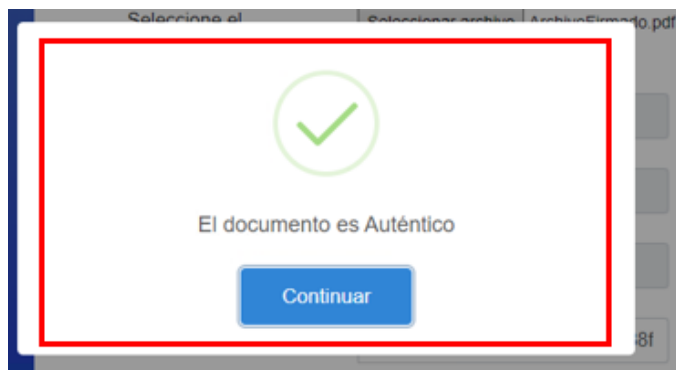 Seleccione el
Seleccionar archivo ArchivoFirmado.pdf
El documento es Auténtico
Continuar
8f